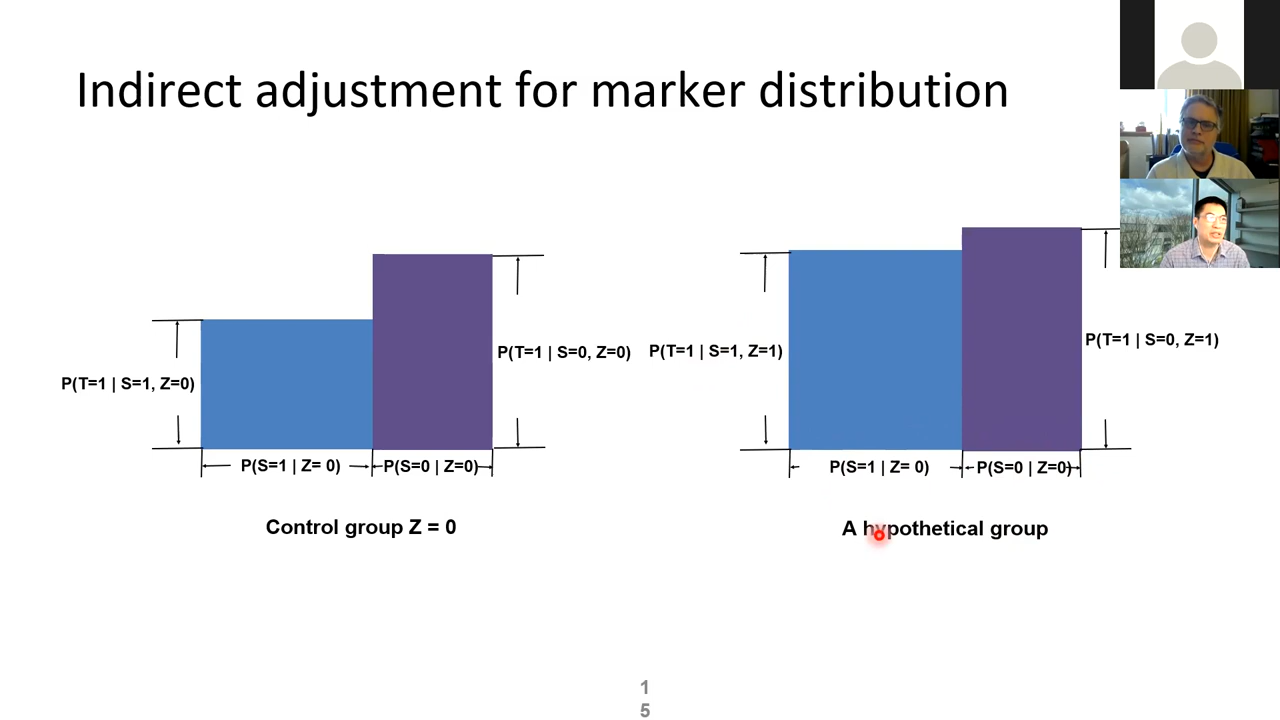 Indirect adjustment for marker distribution
P(T=1 | S=1, Z=0)
P(T=1 | S=0, Z=0)
P(S=1 | Z= 0)
P(S=0 | Z=0)
Control group Z = 0
P(T=1 | S=1, Z=1)
P(T=1 | S=0, Z=1)
P(S=1 | Z= 0)
P(S=0 | Z=0)
A hypothetical group
1
5